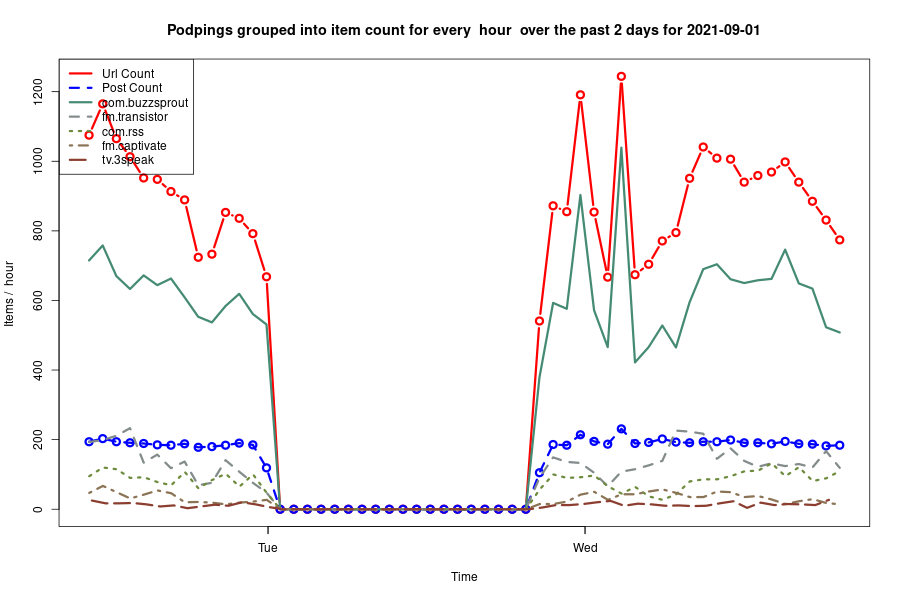 Podpings grouped into item count for every  hour  over the past 2 days for 2021-09-01
Url Count
Post Count
com.buzzsprout
fm.transistor
com.rss
fm.captivate
tv.3speak
Items /  hour
1200
1000
800
600
400
200
0
Tue
Wed
Time